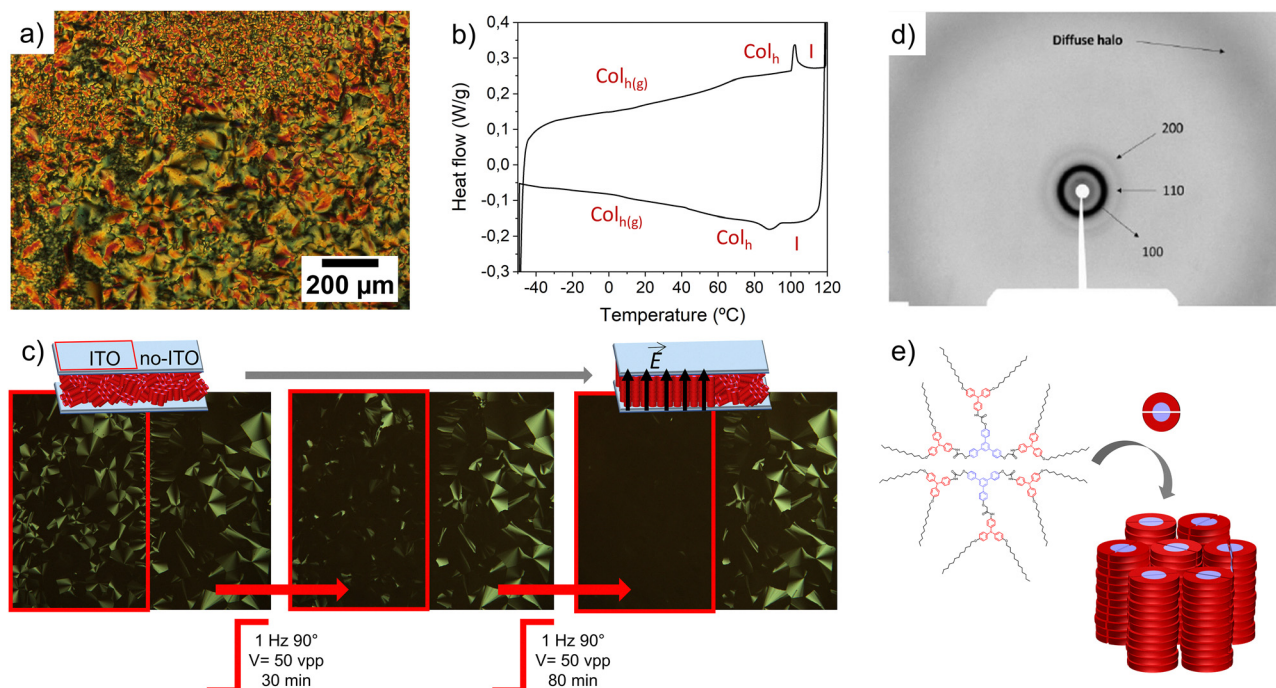 a)
200 µm
b)
Heat flow (W/g)
0,4
0,3
0,2
0,1
0,0
-0,1
-0,2
-0,3
Col_h(g)
Col_h
I
Col_h(g)
Col_h
I
-40 -20 0 20 40 60 80 100 120
Temperature (ºC)
d)
Diffuse halo
200
110
100
c)
ITO no-ITO
E
1 Hz 90°
V= 50 vpp
30 min
1 Hz 90°
V= 50 vpp
80 min
e)